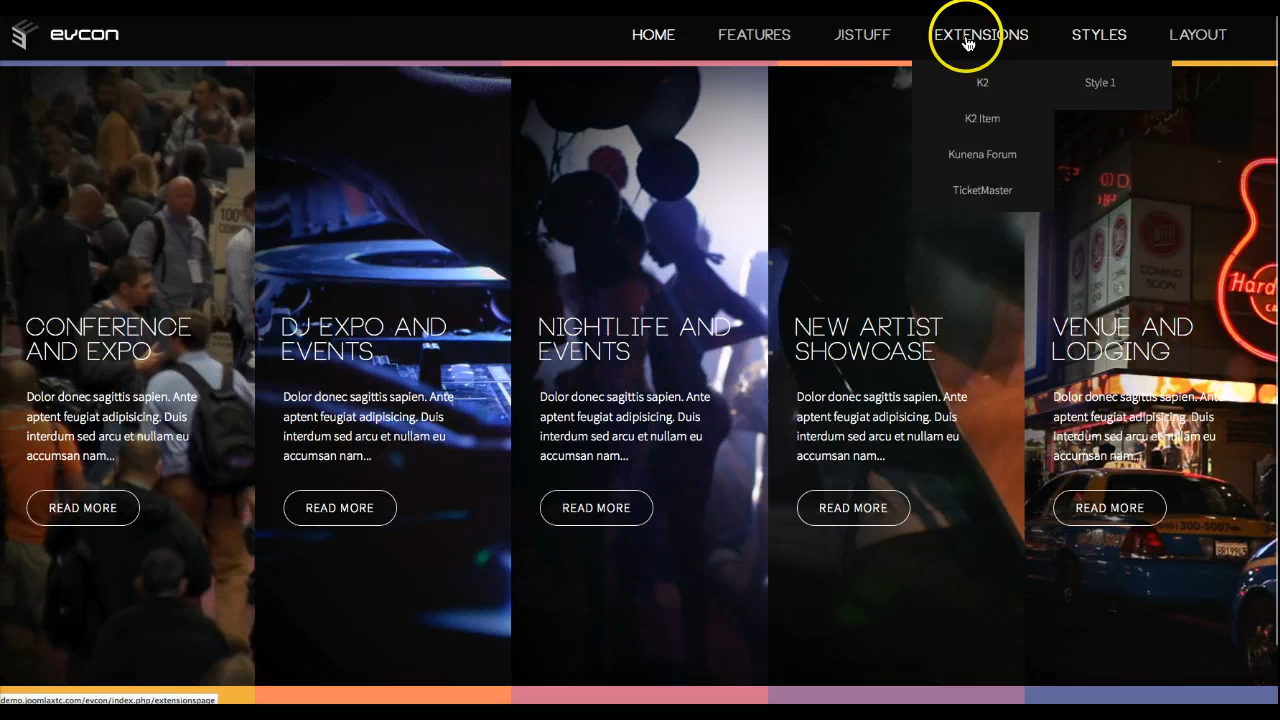 evcon
HOME FEATURES J!STUFF EXTENSIONS STYLES LAYOUT
K2
Style 1
K2 Item
Kunena Forum
TicketMaster
100%
COMING
SOON
Hard
CA
CONFERENCE
AND EXPO
Dolor donec sagittis sapien. Ante
aptent feugiat adipisicing. Duis
interdum sed arcu et nullam eu
accumsan nam...
READ MORE
DJ EXPO AND
EVENTS
Dolor donec sagittis sapien. Ante
aptent feugiat adipisicing. Duis
interdum sed arcu et nullam eu
accumsan nam...
READ MORE
NIGHTLIFE AND
EVENTS
Dolor donec sagittis sapien. Ante
aptent feugiat adipisicing. Duis
interdum sed arcu et nullam eu
accumsan nam...
READ MORE
NEW ARTIST
SHOWCASE
Dolor donec sagittis sapien. Ante
aptent feugiat adipisicing. Duis
interdum sed arcu et nullam eu
accumsan nam...
READ MORE
VENUE AND
LODGING
Dolor donec sagittis sapien. Ante
aptent feugiat adipisicing. Duis
interdum sed arcu et nullam eu
accumsan nam...
READ MORE
demo.joomlaxtc.com/evcon/index.php/extensionspage